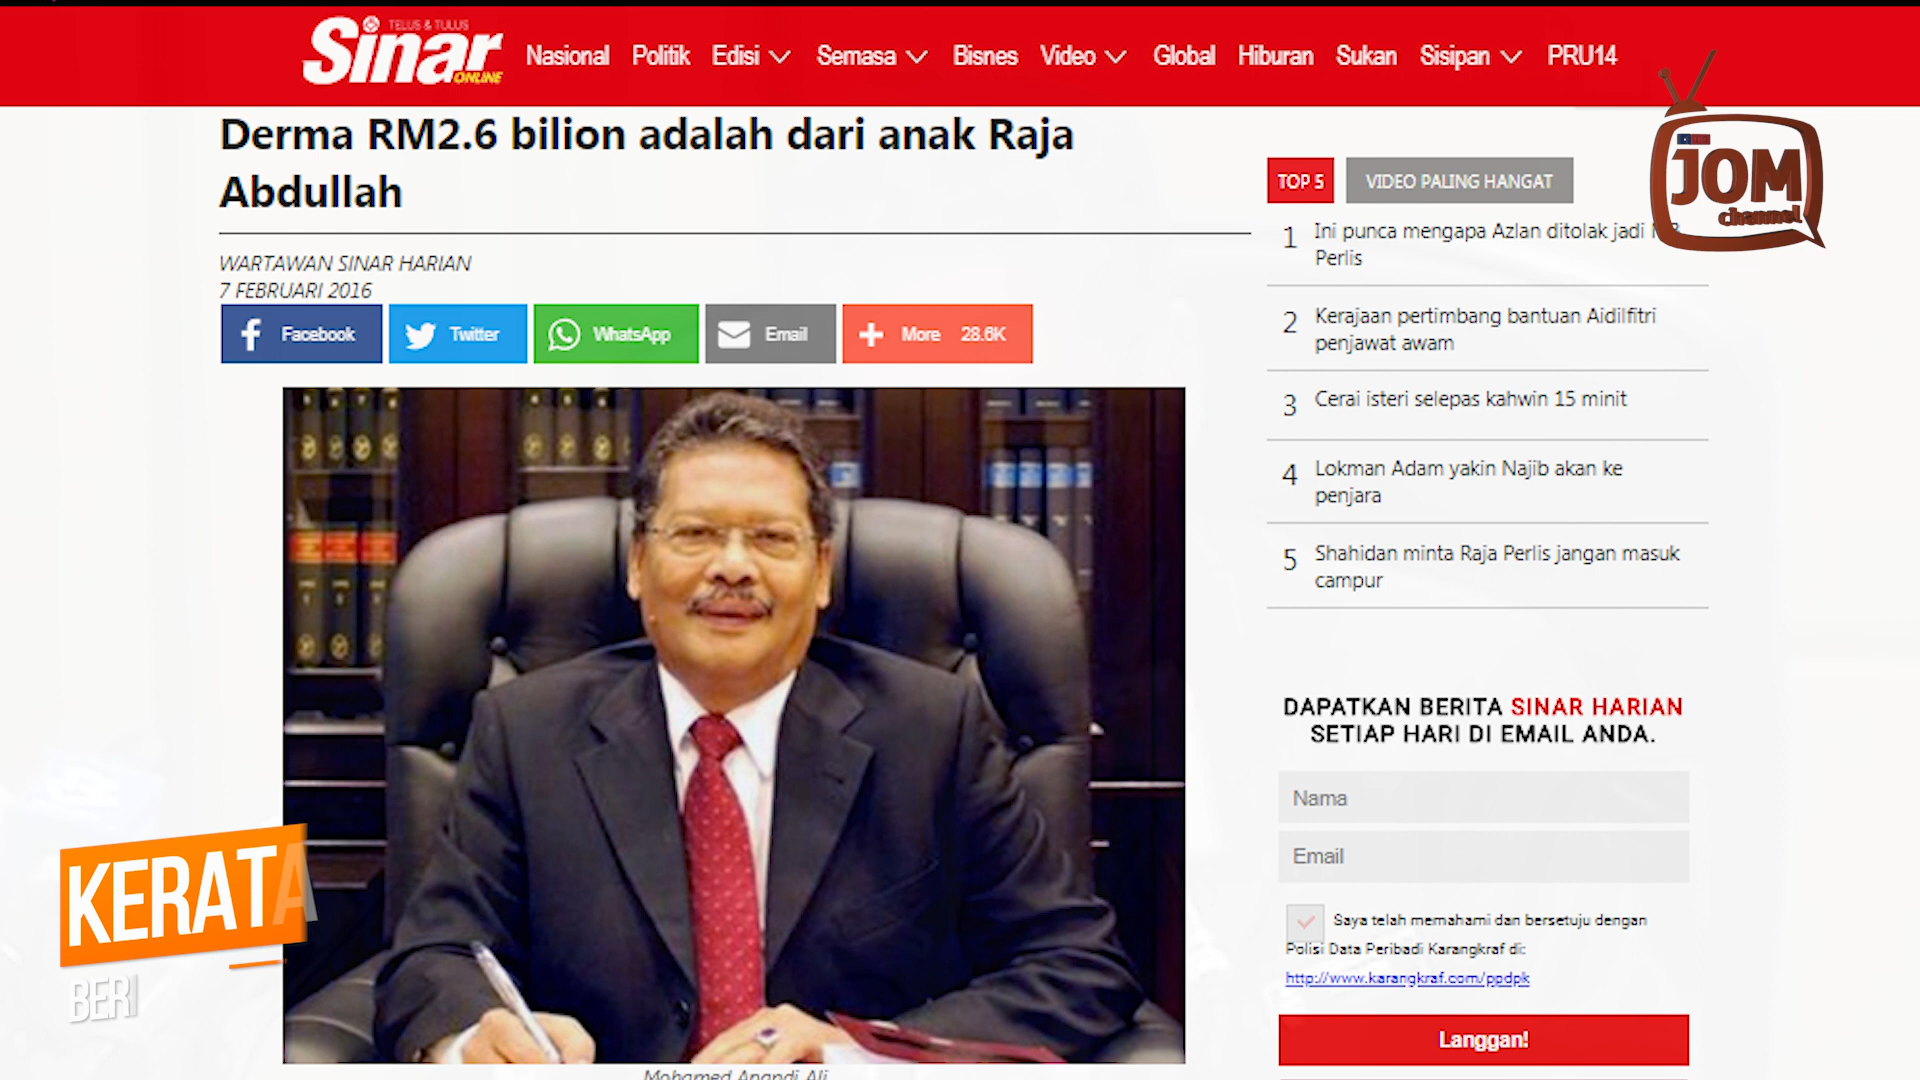 TELUS & TULUS
Sinar ONLINE
Nasional Politik Edisi Semasa Bisnes Video Global Hiburan Sukan Sisipan PRU14
Derma RM2.6 bilion adalah dari anak Raja
Abdullah
WARTAWAN SINAR HARIAN
7 FEBRUARI 2016
Facebook Twitter WhatsApp Email More 28.6K
JOM
channel
TOP 5 VIDEO PALING HANGAT
1 Ini punca mengapa Azlan ditolak jadi
Perlis
2 Kerajaan pertimbang bantuan Aidilfitri
penjawat awam
3 Cerai isteri selepas kahwin 15 minit
4 Lokman Adam yakin Najib akan ke
penjara
5 Shahidan minta Raja Perlis jangan masuk
campur
DAPATKAN BERITA SINAR HARIAN
SETIAP HARI DI EMAIL ANDA.
Nama
Email
Saya telah memahami dan bersetuju dengan
Polisi Data Peribadi Karangkraf di:
http://www.karangkraf.com/ppdpk
Langgan!
KERATA
BERI
Mohamed Apandi Ali